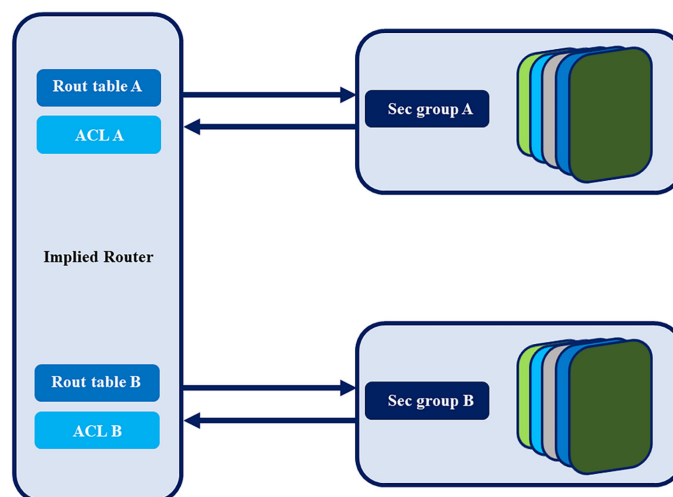 Rout table A
ACL A
Sec group A
Implied Router
Rout table B
ACL B
Sec group B